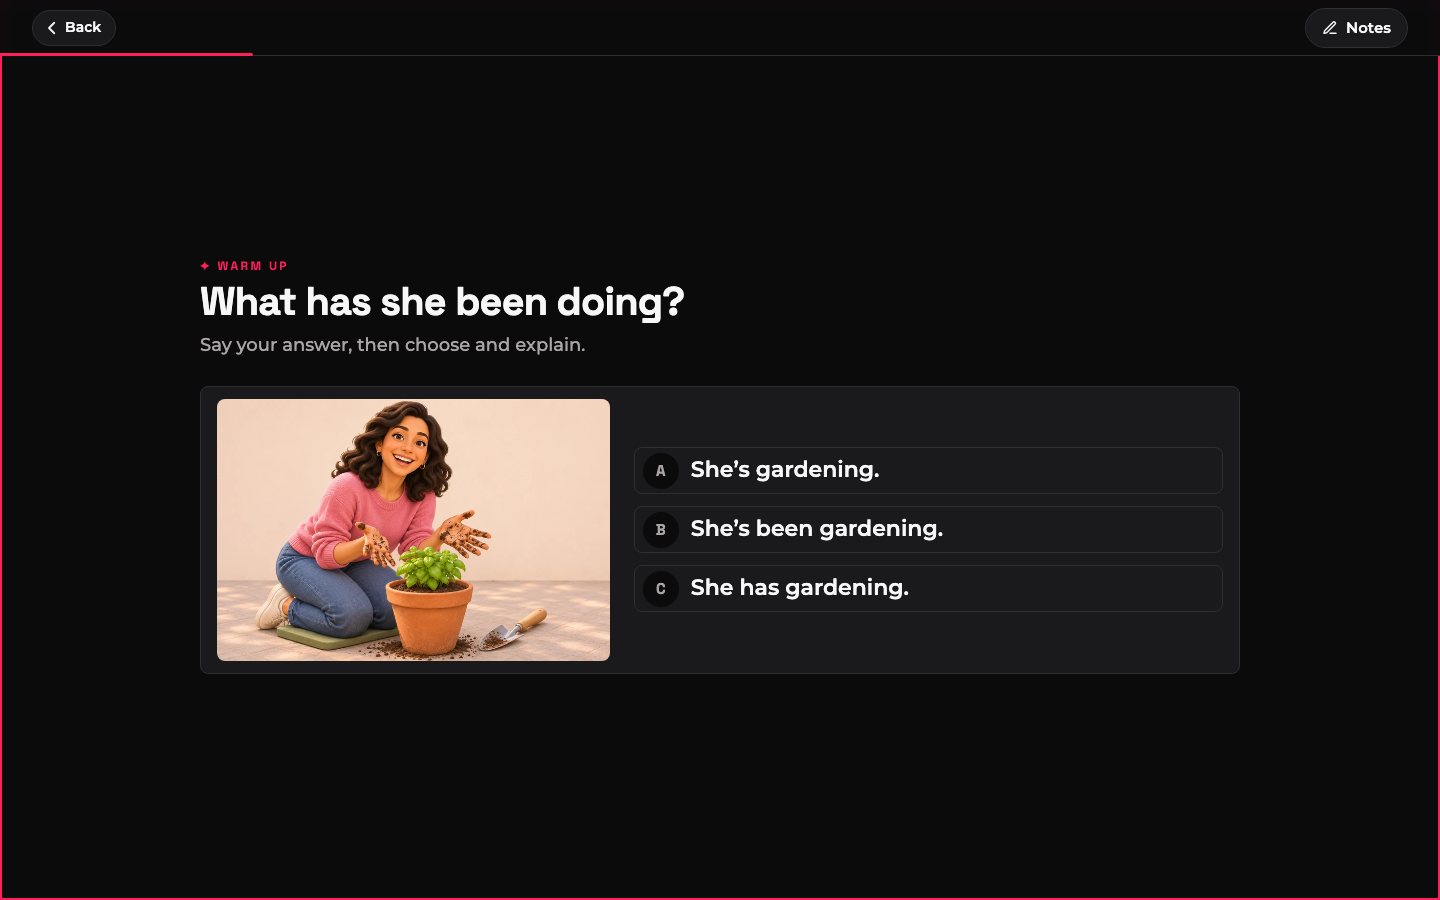 Back
Notes
WARM UP
What has she been doing?
Say your answer, then choose and explain.
A She’s gardening.
B She’s been gardening.
C She has gardening.